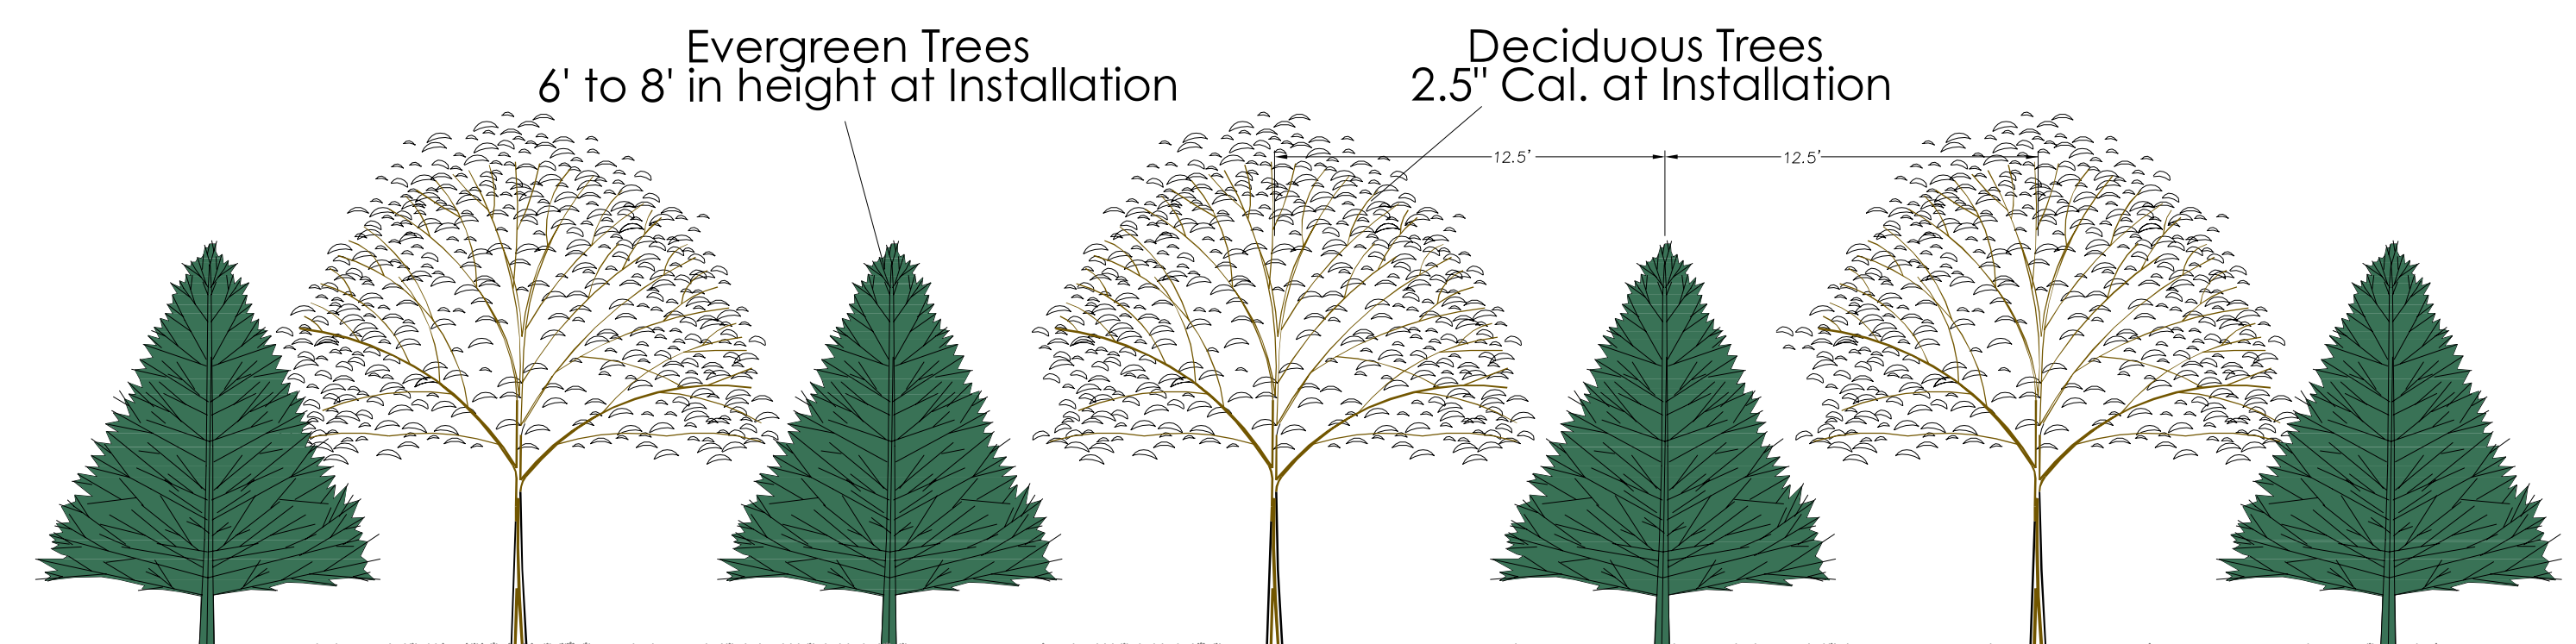 Evergreen Trees
6' to 8' in height at Installation
Deciduous Trees
2.5" Cal. at Installation
12.5'
12.5'